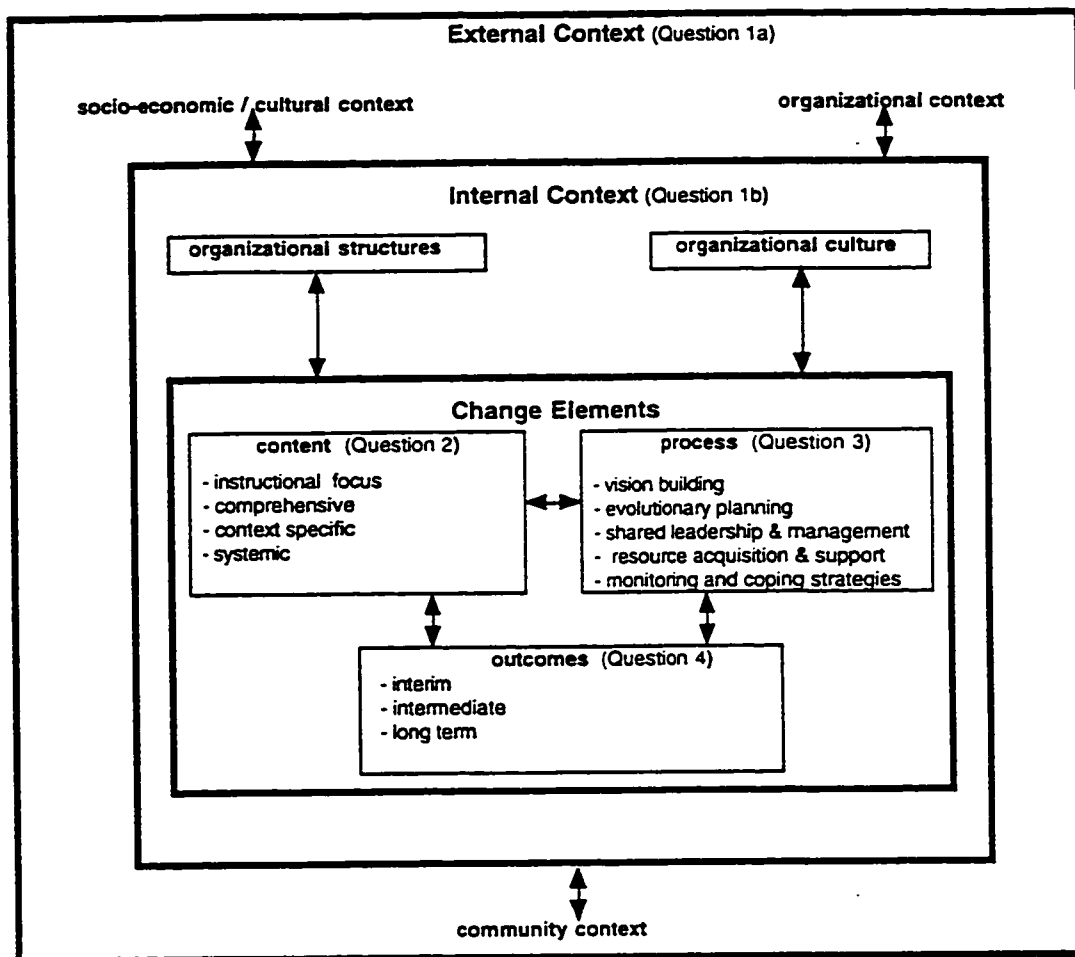 External Context (Question 1a)
socio-economic / cultural context
organizational context
Internal Context (Question 1b)
organizational structures
organizational culture
Change Elements
content (Question 2)
- instructional focus
- comprehensive
- context specific
- systemic
process (Question 3)
- vision building
- evolutionary planning
- shared leadership & management
- resource acquisition & support
- monitoring and coping strategies
outcomes (Question 4)
- interim
- intermediate
- long term
community context